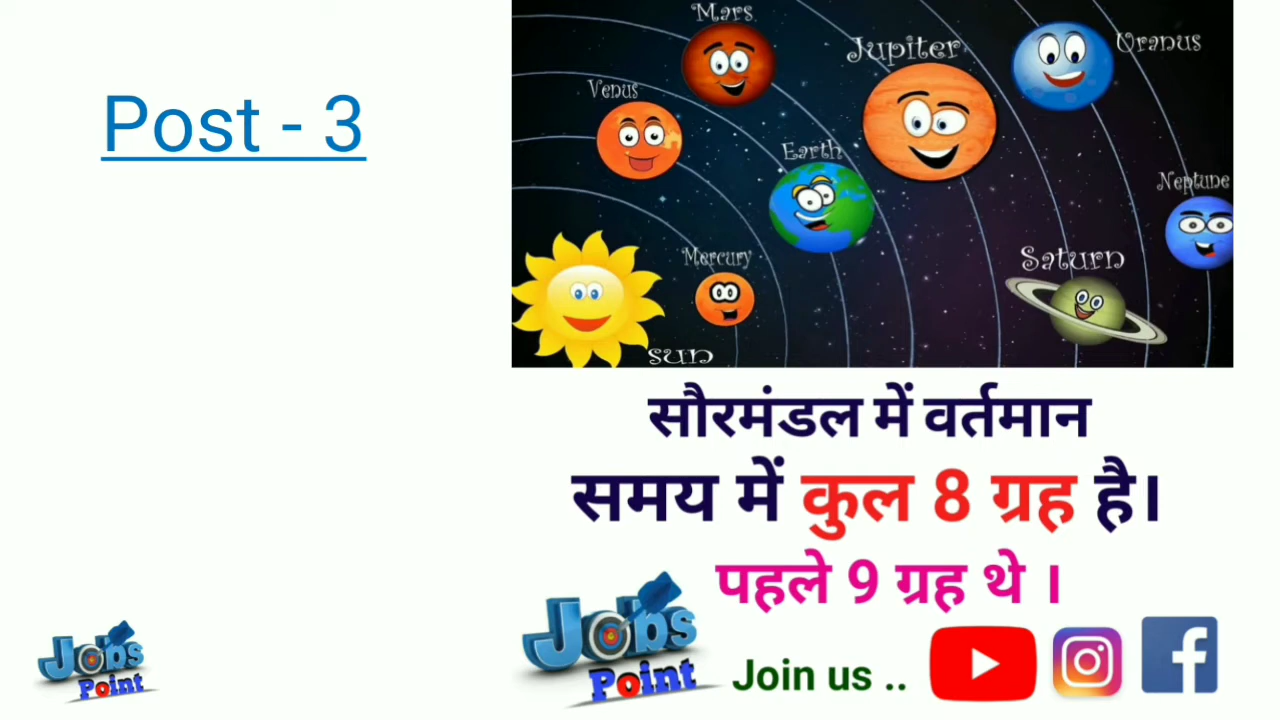 Post - 3
Mars
Jupiter
Uranus
Venus
Earth
Neptune
Mercury
Saturn
sun
सौरमंडल में वर्तमान
समय में कुल 8 ग्रह है।
पहले 9 ग्रह थे ।
Jobs
Point
Join us ..
Jobs
Point